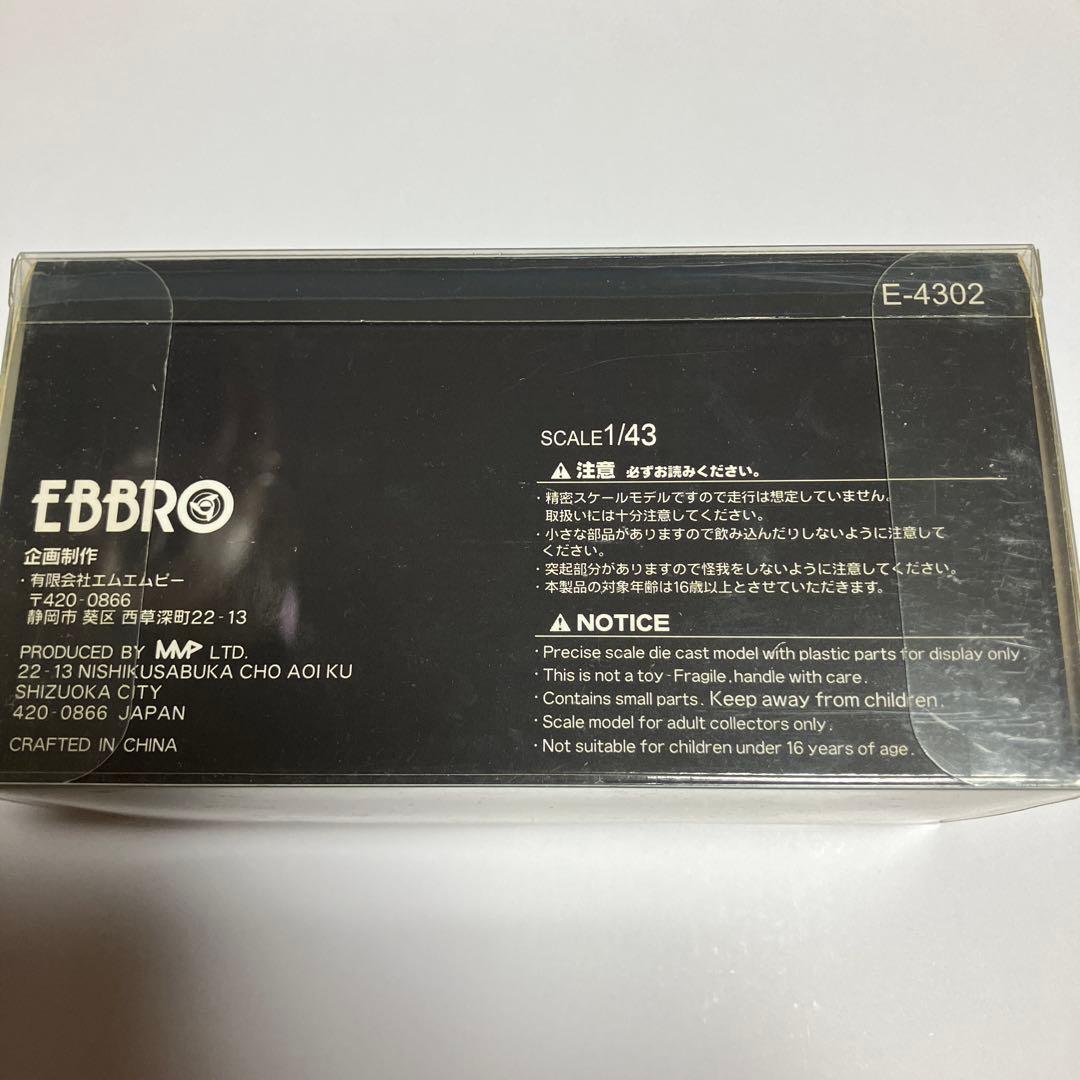 E-4302
EBBRO
企画制作
・有限会社エムエムピー
〒420-0866
静岡市 葵区 西草深町22-13
PRODUCED BY MMP LTD.
22-13 NISHIKUSABUKA CHO AOI KU
SHIZUOKA CITY
420-0866 JAPAN
CRAFTED IN CHINA
SCALE1/43
⚠ 注意 必ずお読みください。
・精密スケールモデルですので走行は想定していません。
取扱いには十分注意してください。
・小さな部品がありますので飲み込んだりしないように注意して
ください。
・突起部分がありますので怪我をしないように注意してください。
・本製品の対象年齢は16歳以上とさせていただきます。
⚠ NOTICE
・Precise scale die cast model with plastic parts for display only.
・This is not a toy-Fragile,handle with care.
・Contains small parts. Keep away from children.
・Scale model for adult collectors only.
・Not suitable for children under 16 years of age.